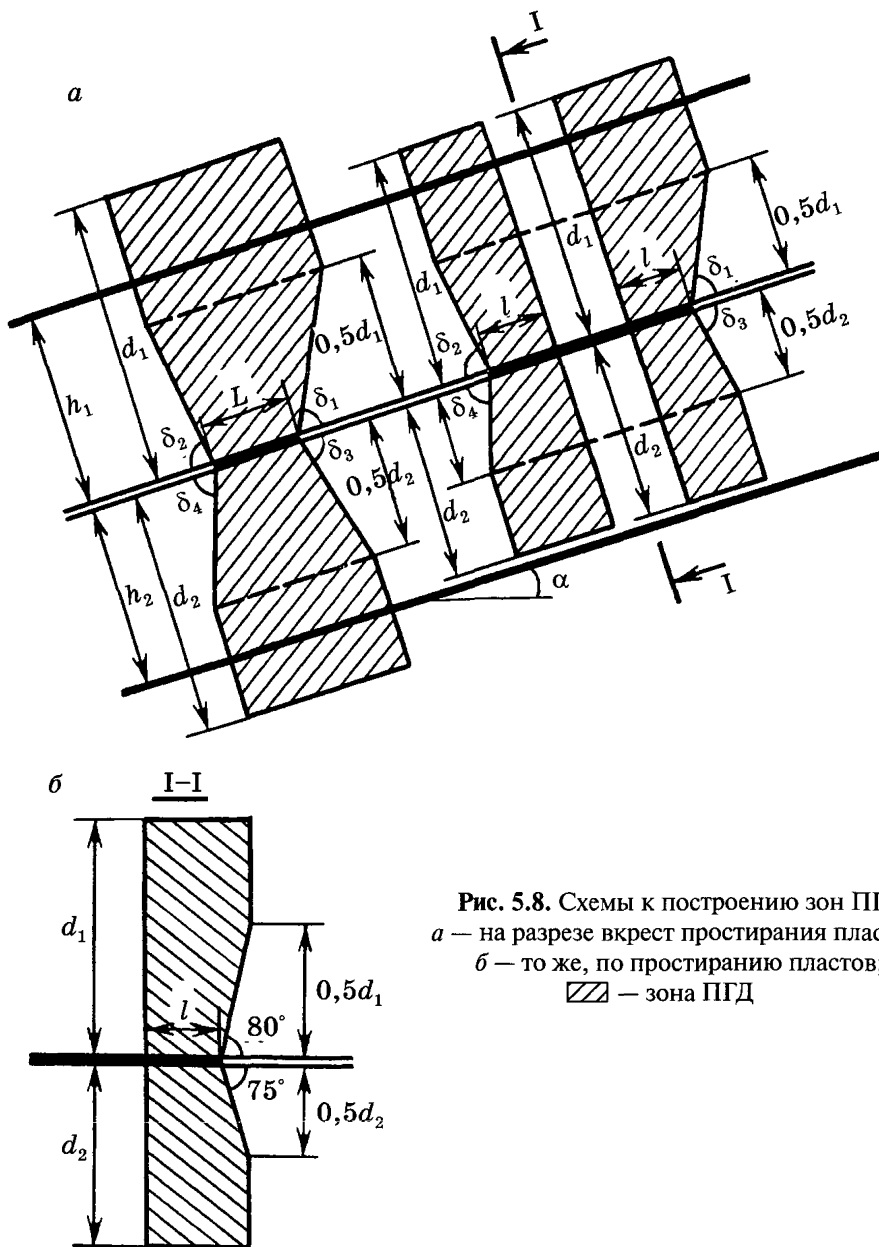 а
I
d₁
h₁
δ₂
L
δ₁
0,5d₁
δ₄
δ₃
0,5d₂
h₂
d₂
d₁
δ₂
l
δ₄
d₂
d₁
l
δ₁
0,5d₁
δ₃
0,5d₂
d₂
α
I
б
I–I
d₁
l
80°
0,5d₁
75°
0,5d₂
d₂
Рис. 5.8. Схемы к построению зон
а — на разрезе вкрест простирания
б — то же, по простиранию пластов;
— зона ПГД